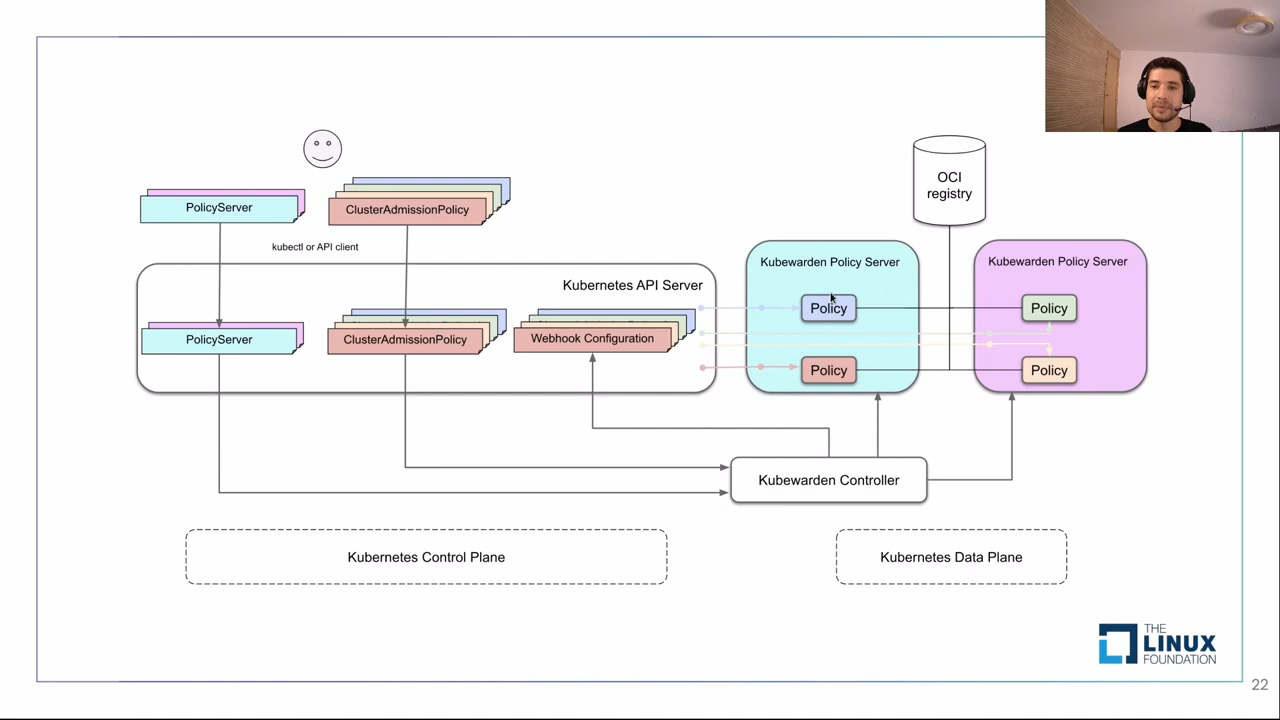 OCI
registry
PolicyServer
ClusterAdmissionPolicy
kubectl or API client
Kubernetes API Server
Kubewarden Policy Server
Kubewarden Policy Server
Policy
Policy
PolicyServer
ClusterAdmissionPolicy
Webhook Configuration
Policy
Policy
Kubewarden Controller
Kubernetes Control Plane
Kubernetes Data Plane
THE
LINUX
FOUNDATION
22